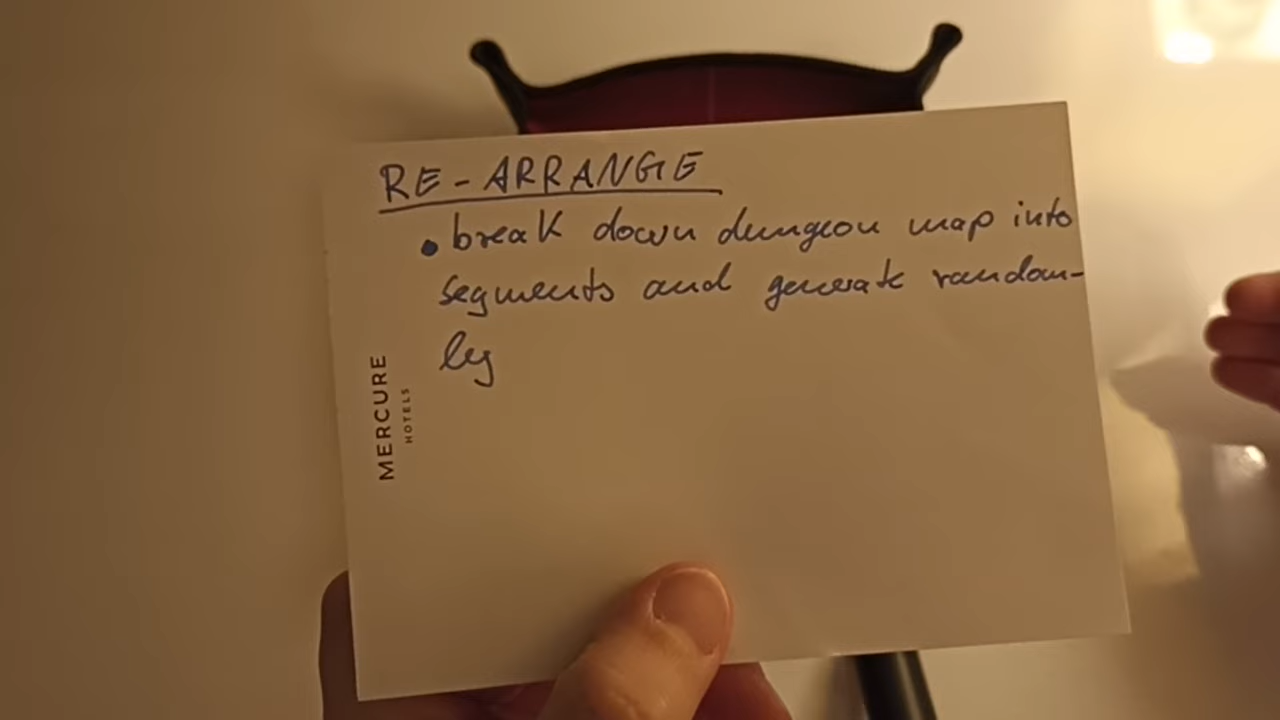 RE-ARRANGE
• break down dungeon map into
segments and generate random-
ly
MERCURE
HOTELS